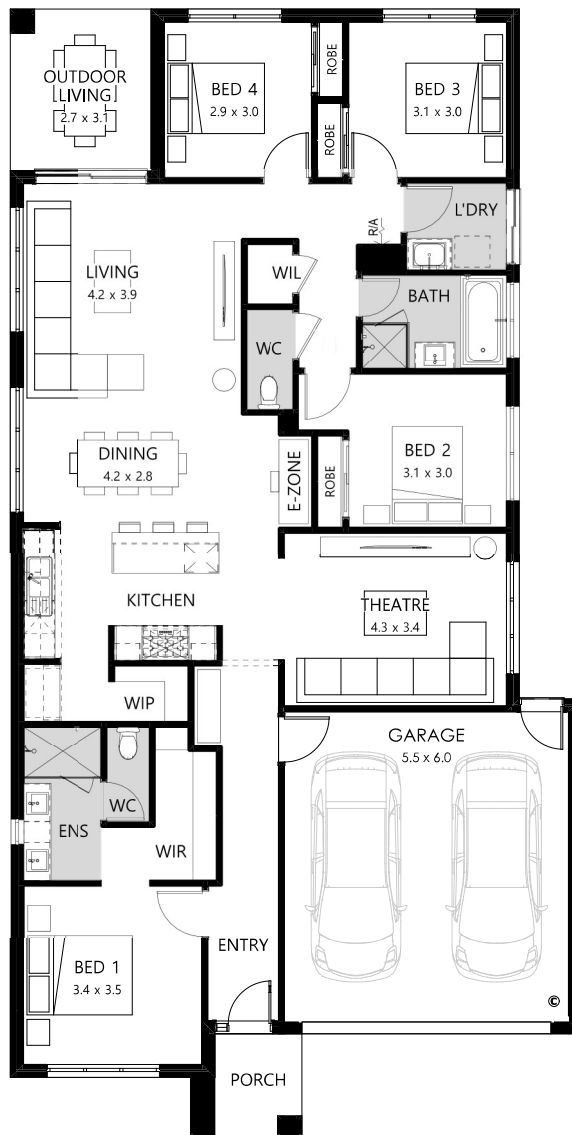 OUTDOOR
LIVING
2.7 x 3.1
BED 4
2.9 x 3.0
ROBE
ROBE
BED 3
3.1 x 3.0
L'DRY
R/A
LIVING
4.2 x 3.9
WIL
BATH
WC
DINING
4.2 x 2.8
E-ZONE
ROBE
BED 2
3.1 x 3.0
KITCHEN
THEATRE
4.3 x 3.4
WIP
GARAGE
5.5 x 6.0
WC
ENS
WIR
ENTRY
BED 1
3.4 x 3.5
©
PORCH